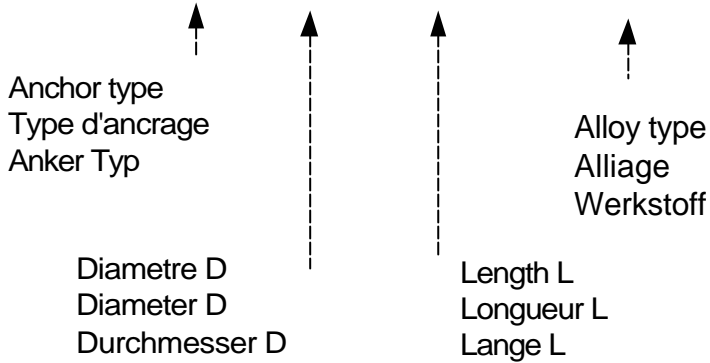 Anchor type
Type d'ancrage
Anker Typ
Alloy type
Alliage
Werkstoff
Diametre D
Diameter D
Durchmesser D
Length L
Longueur L
Lange L